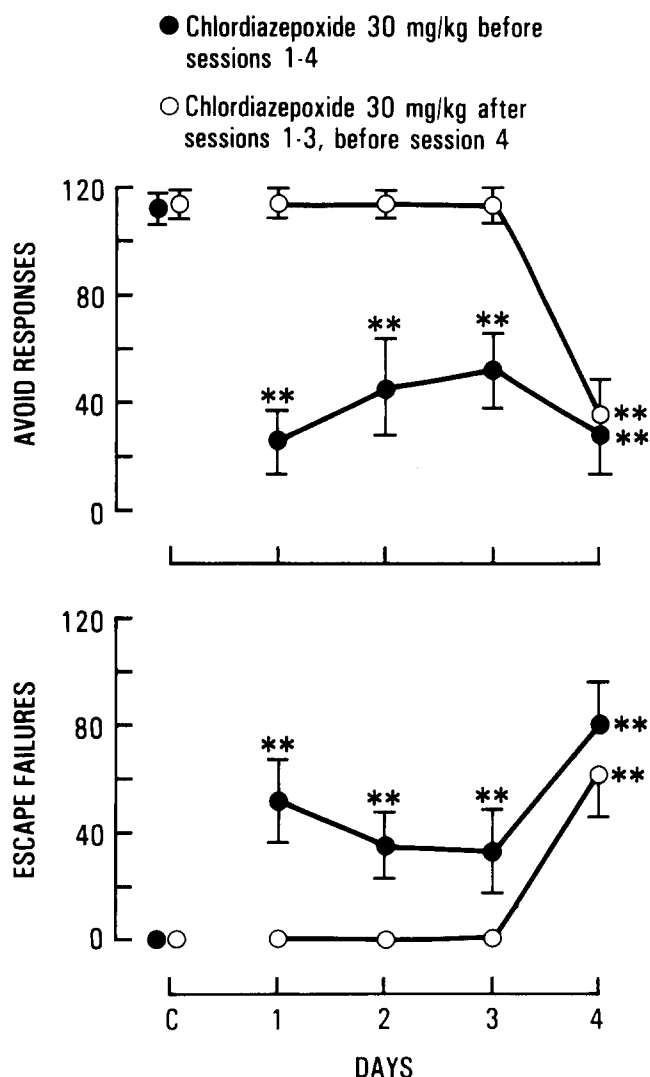 ● Chlordiazepoxide 30 mg/kg before
sessions 1-4
○ Chlordiazepoxide 30 mg/kg after
sessions 1-3, before session 4
120
80
40
0
AVOID RESPONSES
**
**
**
**
**
120
80
40
0
ESCAPE FAILURES
**
**
**
**
**
C 1 2 3 4
DAYS